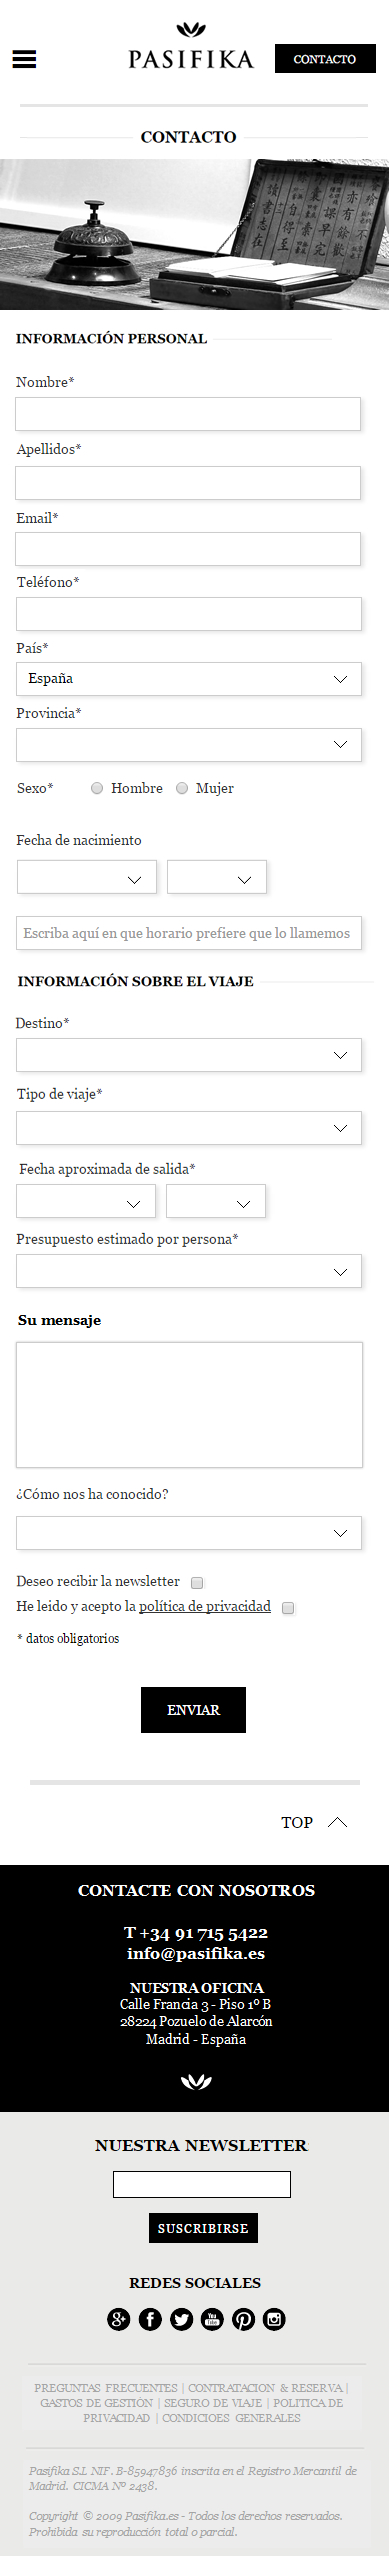 PASIFIKA
CONTACTO
CONTACTO
INFORMACIÓN PERSONAL
Nombre*
Apellidos*
Email*
Teléfono*
País*
España
Provincia*
Sexo* Hombre Mujer
Fecha de nacimiento
Escriba aquí en que horario prefiere que lo llamemos
INFORMACIÓN SOBRE EL VIAJE
Destino*
Tipo de viaje*
Fecha aproximada de salida*
Presupuesto estimado por persona*
Su mensaje
¿Cómo nos ha conocido?
Deseo recibir la newsletter
He leido y acepto la política de privacidad
* datos obligatorios
ENVIAR
TOP
CONTACTE CON NOSOTROS
T +34 91 715 5422
info@pasifika.es
NUESTRA OFICINA
Calle Francia 3 - Piso 1º B
28224 Pozuelo de Alarcón
Madrid - España
NUESTRA NEWSLETTER
SUSCRIBIRSE
REDES SOCIALES
PREGUNTAS FRECUENTES | CONTRATACION & RESERVA |
GASTOS DE GESTIÓN | SEGURO DE VIAJE | POLITICA DE
PRIVACIDAD | CONDICIOES GENERALES
Pasifika S.L NIF. B-85947836 inscrita en el Registro Mercantil de
Madrid. CICMA Nº 2438.
Copyright © 2009 Pasifika.es - Todos los derechos reservados.
Prohibida su reproducción total o parcial.